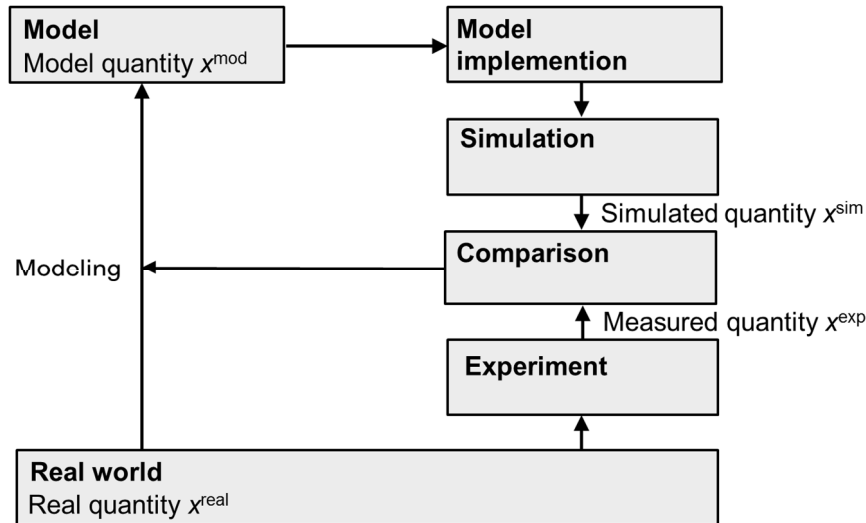 Model
Model quantity x^mod
Model
implemention
Simulation
Simulated quantity x^sim
Comparison
Modeling
Measured quantity x^exp
Experiment
Real world
Real quantity x^real